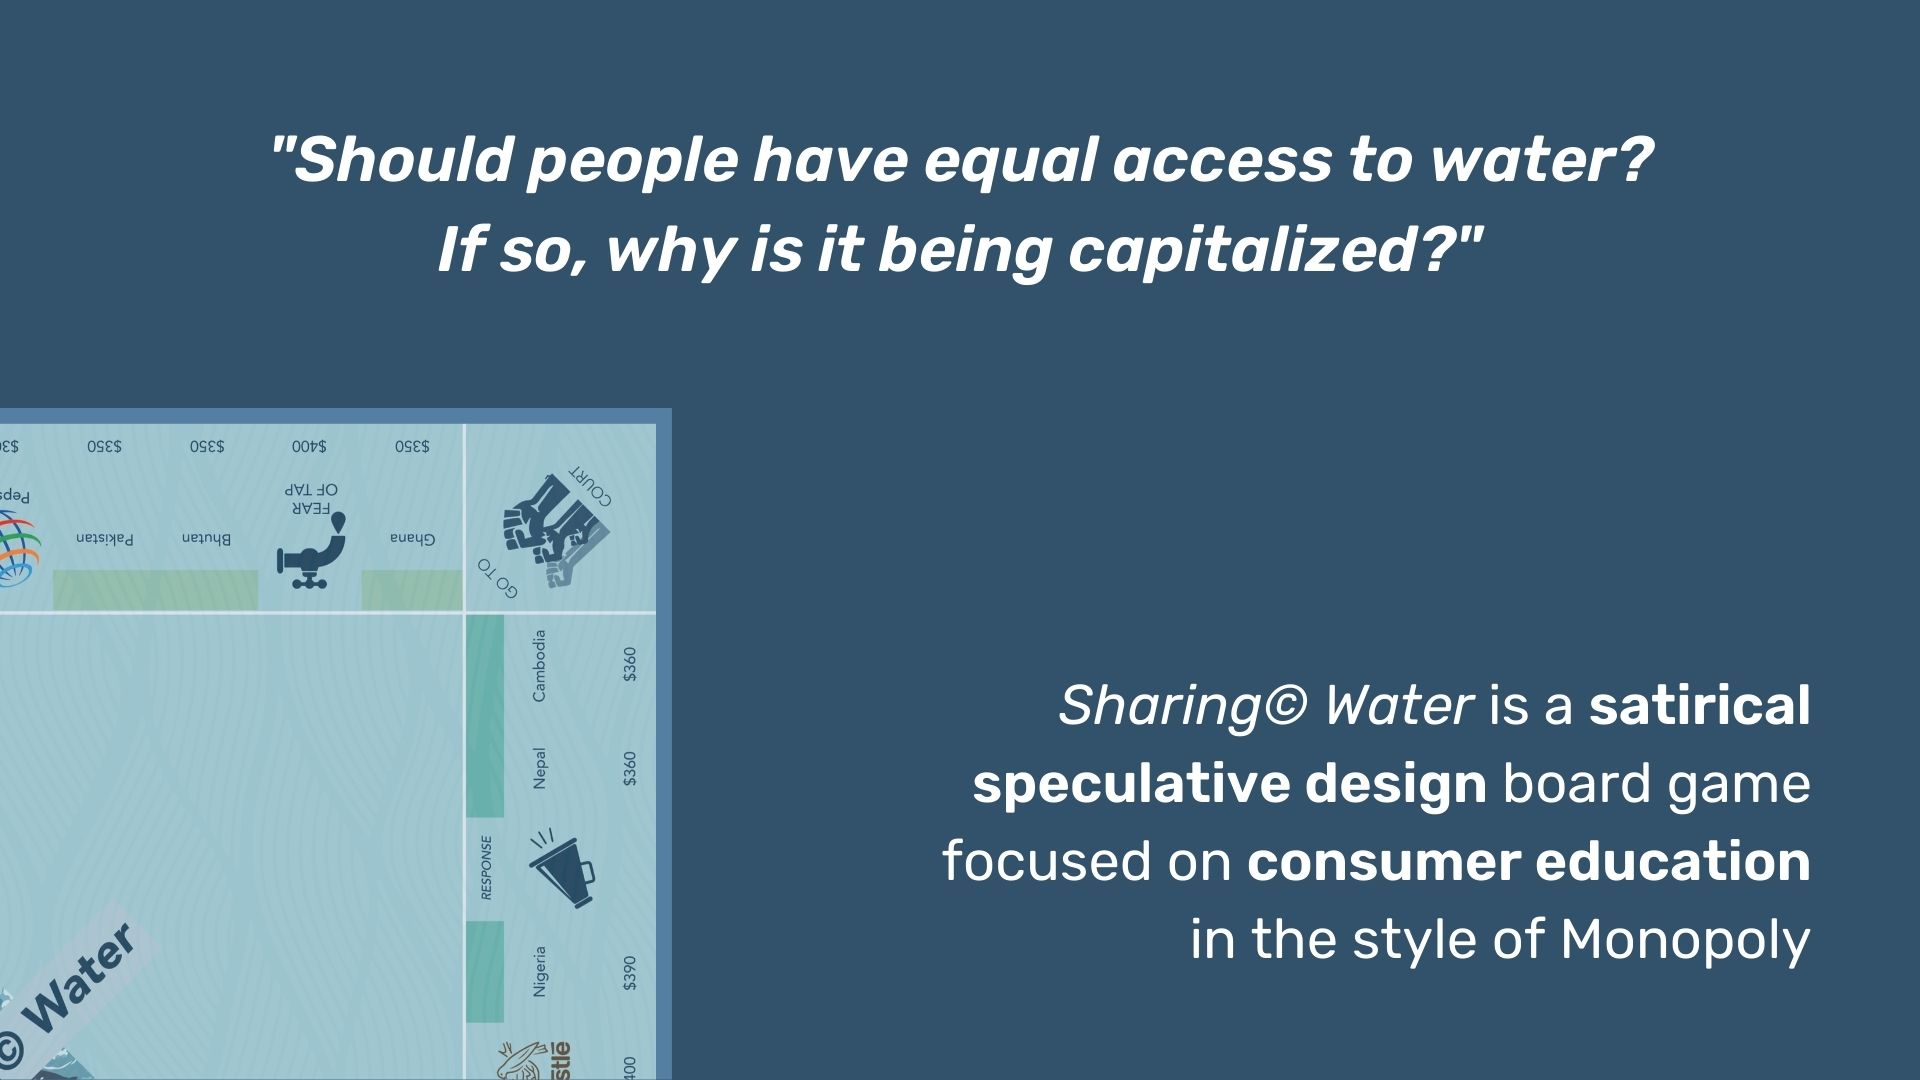 "Should people have equal access to water?
If so, why is it being capitalized?"
$350
$350
$400
$350
Pakistan
Bhutan
FEAR
OF TAP
Ghana
GO TO
COURT
Cambodia
$360
Nepal
$360
RESPONSE
Nigeria
$390
© Water
Sharing© Water is a satirical
speculative design board game
focused on consumer education
in the style of Monopoly